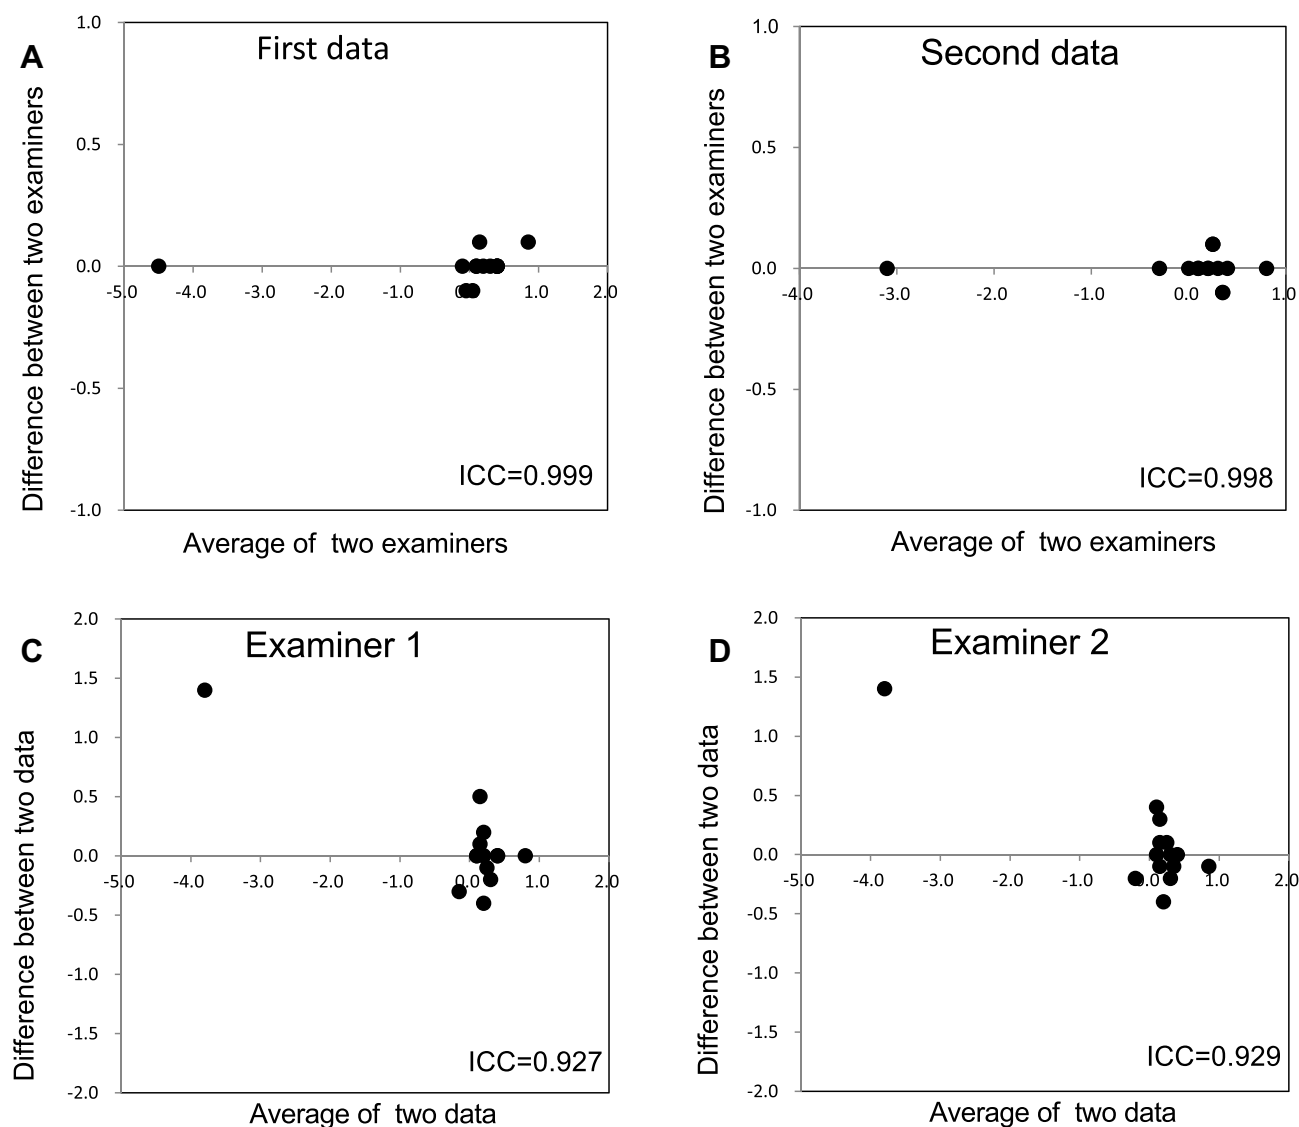 A
First data
Difference between two examiners
1.0
0.5
0.0
-0.5
-1.0
-5.0 -4.0 -3.0 -2.0 -1.0 1.0 2.0
ICC=0.999
Average of two examiners
B
Second data
Difference between two examiners
1.0
0.5
0.0
-0.5
-1.0
-4.0 -3.0 -2.0 -1.0 0.0 1.0
ICC=0.998
Average of two examiners
C
Examiner 1
Difference between two data
2.0
1.5
1.0
0.5
0.0
-0.5
-1.0
-1.5
-2.0
-5.0 -4.0 -3.0 -2.0 -1.0 0.0 1.0 2.0
ICC=0.927
Average of two data
D
Examiner 2
Difference between two data
2.0
1.5
1.0
0.5
0.0
-0.5
-1.0
-1.5
-2.0
-5.0 -4.0 -3.0 -2.0 -1.0 0.0 1.0 2.0
ICC=0.929
Average of two data